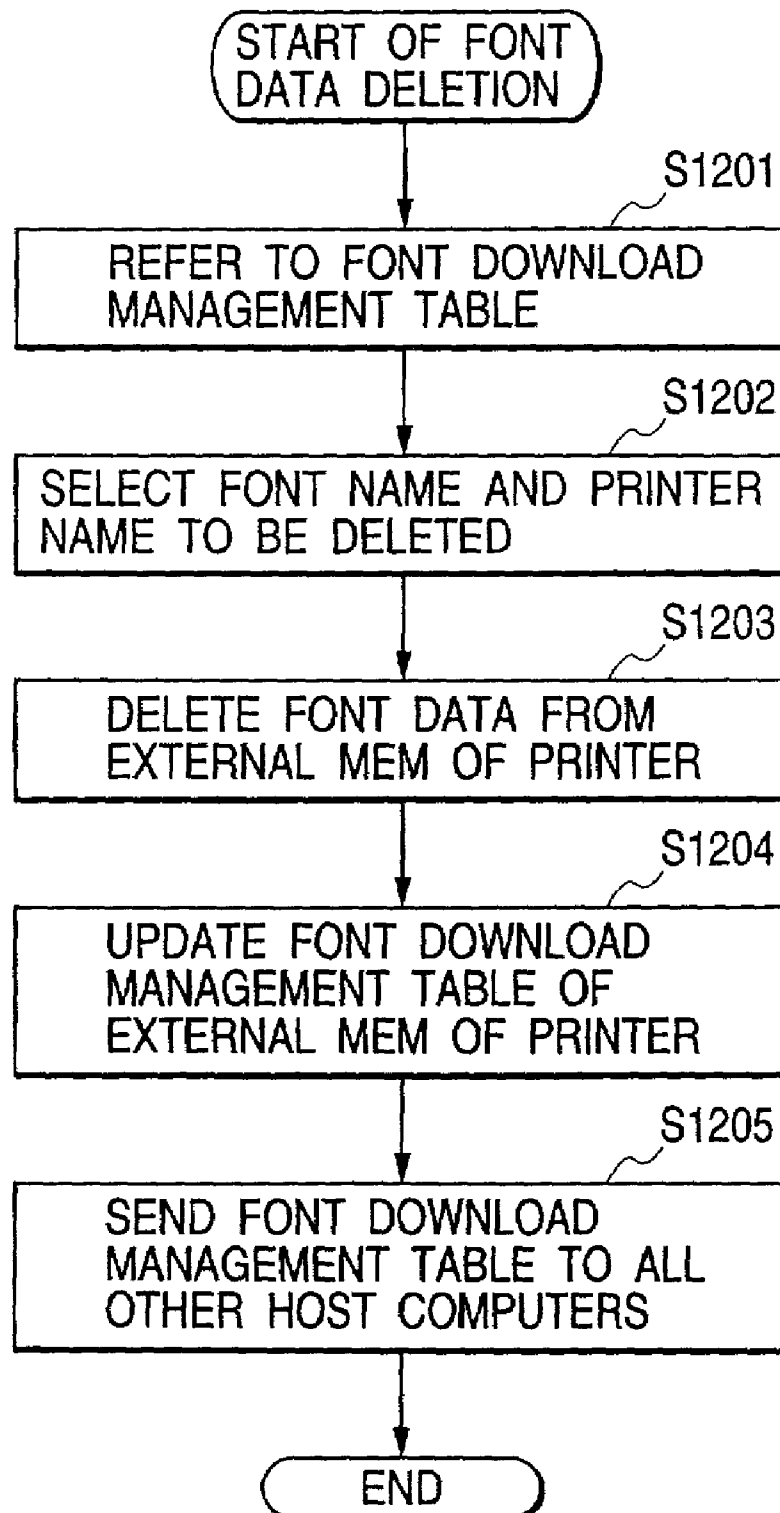 START OF FONT
DATA DELETION
S1201
REFER TO FONT DOWNLOAD
MANAGEMENT TABLE
S1202
SELECT FONT NAME AND PRINTER
NAME TO BE DELETED
S1203
DELETE FONT DATA FROM
EXTERNAL MEM OF PRINTER
S1204
UPDATE FONT DOWNLOAD
MANAGEMENT TABLE OF
EXTERNAL MEM OF PRINTER
S1205
SEND FONT DOWNLOAD
MANAGEMENT TABLE TO ALL
OTHER HOST COMPUTERS
END